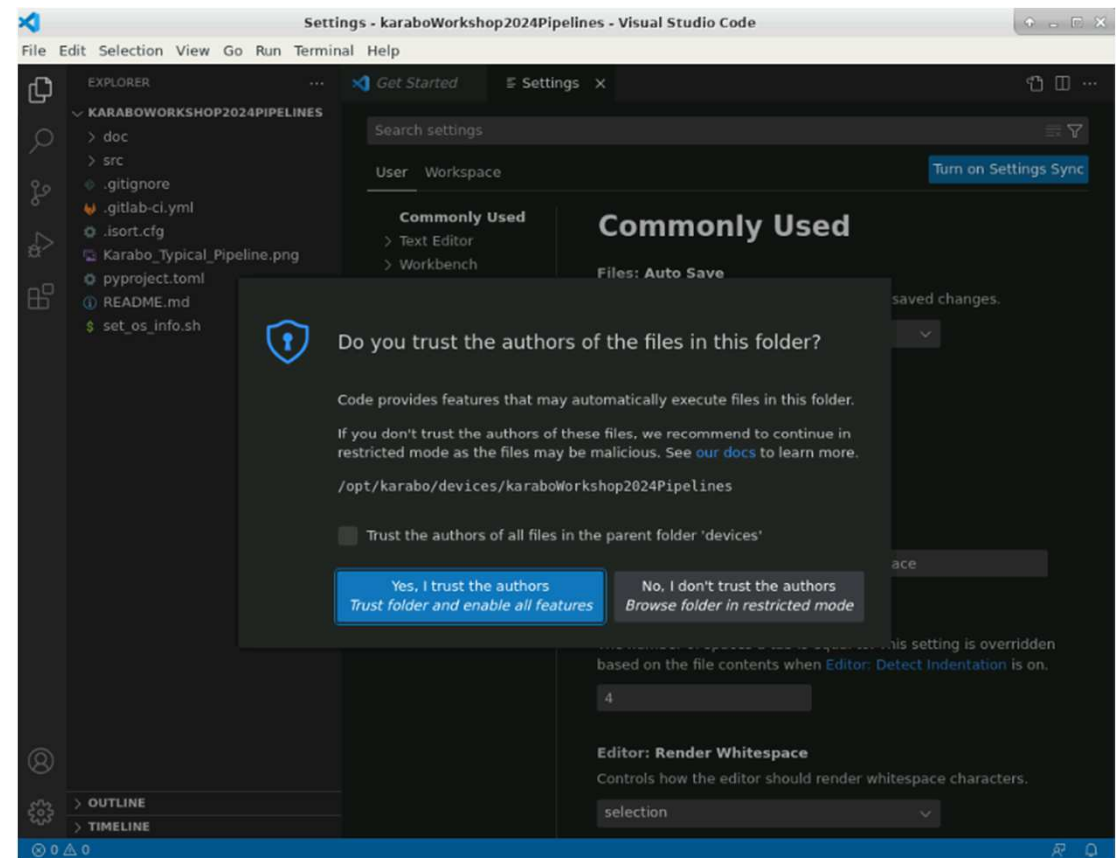 Settings - karaboWorkshop2024Pipelines - Visual Studio Code
File Edit Selection View Go Run Terminal Help
EXPLORER
Get Started
Settings
KARABOWORKSHOP2024PIPELINES
doc
src
.gitignore
.gitlab-ci.yml
.isort.cfg
Karabo_Typical_Pipeline.png
pyproject.toml
README.md
set_os_info.sh
Search settings
User Workspace
Turn on Settings Sync
Commonly Used
Text Editor
Workbench
Commonly Used
Files: Auto Save
saved changes.
Do you trust the authors of the files in this folder?
Code provides features that may automatically execute files in this folder.
If you don't trust the authors of these files, we recommend to continue in
restricted mode as the files may be malicious. See our docs to learn more.
/opt/karabo/devices/karaboWorkshop2024Pipelines
Trust the authors of all files in the parent folder 'devices'
Yes, I trust the authors
Trust folder and enable all features
No, I don't trust the authors
Browse folder in restricted mode
This setting is overridden
based on the file contents when Editor: Detect Indentation is on.
4
Editor: Render Whitespace
Controls how the editor should render whitespace characters.
selection
OUTLINE
TIMELINE
0 0